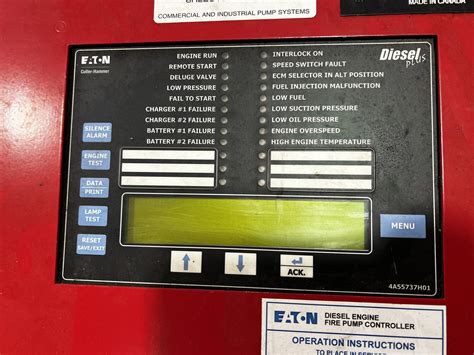 COMMERCIAL AND INDUSTRIAL PUMP SYSTEMS
MADE IN CANADA
EATON
Cutler-Hammer
Diesel plus
ENGINE RUN
REMOTE START
DELUGE VALVE
LOW PRESSURE
FAIL TO START
CHARGER #1 FAILURE
CHARGER #2 FAILURE
BATTERY #1 FAILURE
BATTERY #2 FAILURE
INTERLOCK ON
SPEED SWITCH FAULT
ECM SELECTOR IN ALT POSITION
FUEL INJECTION MALFUNCTION
LOW FUEL
LOW SUCTION PRESSURE
LOW OIL PRESSURE
ENGINE OVERSPEED
HIGH ENGINE TEMPERATURE
SILENCE
ALARM
ENGINE
TEST
DATA
PRINT
LAMP
TEST
RESET
SAVE/EXIT
MENU
ACK.
4A55737H01
EATON
DIESEL ENGINE
FIRE PUMP CONTROLLER
OPERATION INSTRUCTIONS
TO PLACE IN SERVICE